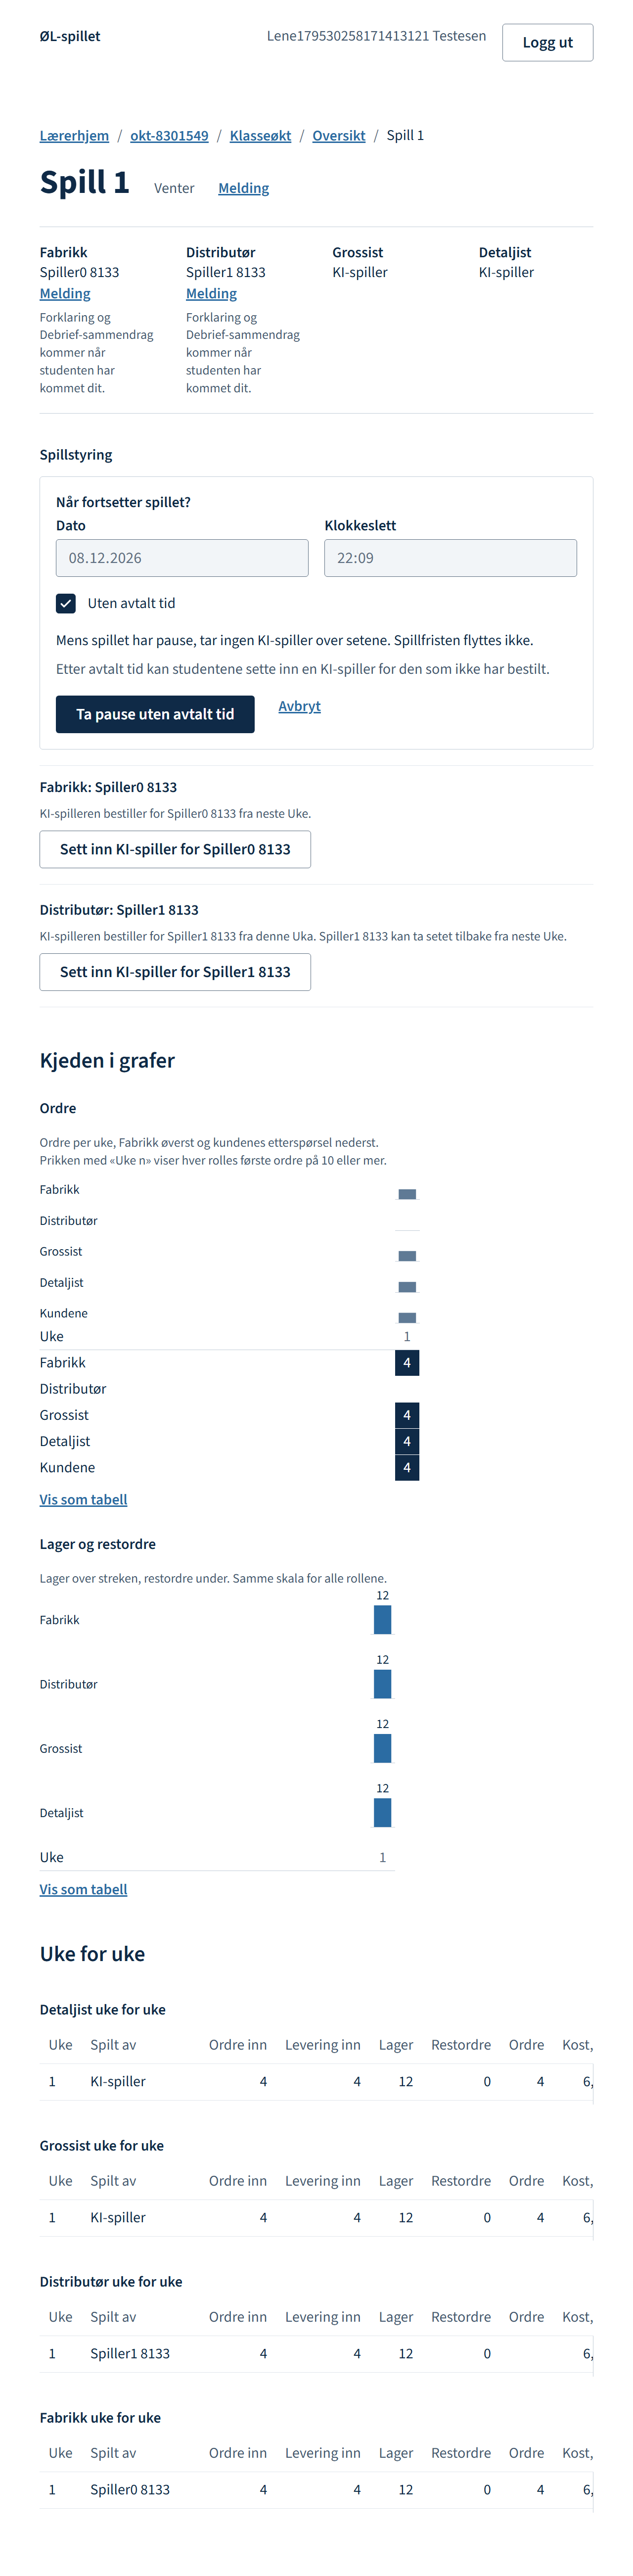 ØL-spillet
Lene179530258171413121 Testesen
Logg ut
Lærerhjem / okt-8301549 / Klasseøkt / Oversikt / Spill 1
Spill 1 Venter Melding
Fabrikk
Spiller0 8133
Melding
Forklaring og
Debrief-sammendrag
kommer når
studenten har
kommet dit.
Distributør
Spiller1 8133
Melding
Forklaring og
Debrief-sammendrag
kommer når
studenten har
kommet dit.
Grossist
KI-spiller
Detaljist
KI-spiller
Spillstyring
Når fortsetter spillet?
Dato
08.12.2026
Klokkeslett
22:09
Uten avtalt tid
Mens spillet har pause, tar ingen KI-spiller over setene. Spillfristen flyttes ikke.
Etter avtalt tid kan studentene sette inn en KI-spiller for den som ikke har bestilt.
Ta pause uten avtalt tid
Avbryt
Fabrikk: Spiller0 8133
KI-spilleren bestiller for Spiller0 8133 fra neste Uke.
Sett inn KI-spiller for Spiller0 8133
Distributør: Spiller1 8133
KI-spilleren bestiller for Spiller1 8133 fra denne Uka. Spiller1 8133 kan ta setet tilbake fra neste Uke.
Sett inn KI-spiller for Spiller1 8133
Kjeden i grafer
Ordre
Ordre per uke, Fabrikk øverst og kundenes etterspørsel nederst.
Prikken med «Uke n» viser hver rolles første ordre på 10 eller mer.
Fabrikk
Distributør
Grossist
Detaljist
Kundene
Uke 1
Fabrikk 4
Distributør
Grossist 4
Detaljist 4
Kundene 4
Vis som tabell
Lager og restordre
Lager over streken, restordre under. Samme skala for alle rollene.
12
Fabrikk
12
Distributør
12
Grossist
12
Detaljist
Uke 1
Vis som tabell
Uke for uke
Detaljist uke for uke
Uke Spilt av Ordre inn Levering inn Lager Restordre Ordre Kost,
1 KI-spiller 4 4 12 0 4 6,
Grossist uke for uke
Uke Spilt av Ordre inn Levering inn Lager Restordre Ordre Kost,
1 KI-spiller 4 4 12 0 4 6,
Distributør uke for uke
Uke Spilt av Ordre inn Levering inn Lager Restordre Ordre Kost,
1 Spiller1 8133 4 4 12 0 6,
Fabrikk uke for uke
Uke Spilt av Ordre inn Levering inn Lager Restordre Ordre Kost,
1 Spiller0 8133 4 4 12 0 4 6,